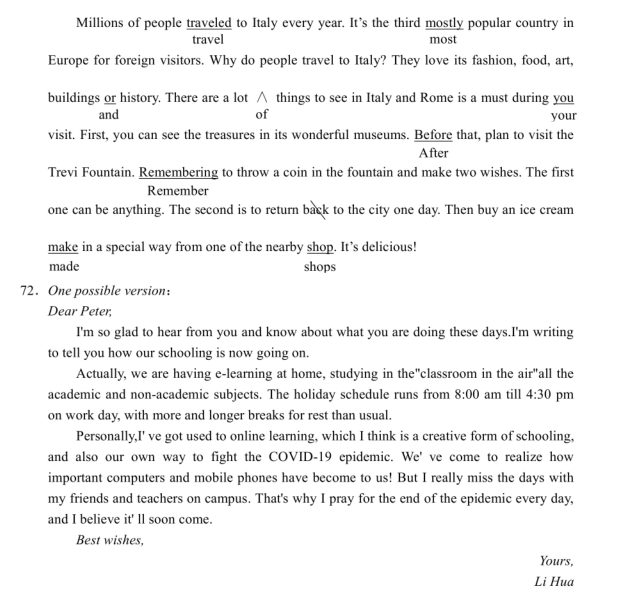 Millions of people traveled to Italy every year. It's the third mostly popular country in
travel most
Europe for foreign visitors. Why do people travel to Italy? They love its fashion, food, art,
buildings or history. There are a lot ∧ things to see in Italy and Rome is a must during you
and of your
visit. First, you can see the treasures in its wonderful museums. Before that, plan to visit the
After
Trevi Fountain. Remembering to throw a coin in the fountain and make two wishes. The first
Remember
one can be anything. The second is to return back to the city one day. Then buy an ice cream
make in a special way from one of the nearby shop. It's delicious!
made shops
72. One possible version:
Dear Peter,
I'm so glad to hear from you and know about what you are doing these days.I'm writing
to tell you how our schooling is now going on.
Actually, we are having e-learning at home, studying in the"classroom in the air"all the
academic and non-academic subjects. The holiday schedule runs from 8:00 am till 4:30 pm
on work day, with more and longer breaks for rest than usual.
Personally,I' ve got used to online learning, which I think is a creative form of schooling,
and also our own way to fight the COVID-19 epidemic. We' ve come to realize how
important computers and mobile phones have become to us! But I really miss the days with
my friends and teachers on campus. That's why I pray for the end of the epidemic every day,
and I believe it' ll soon come.
Best wishes,
Yours,
Li Hua